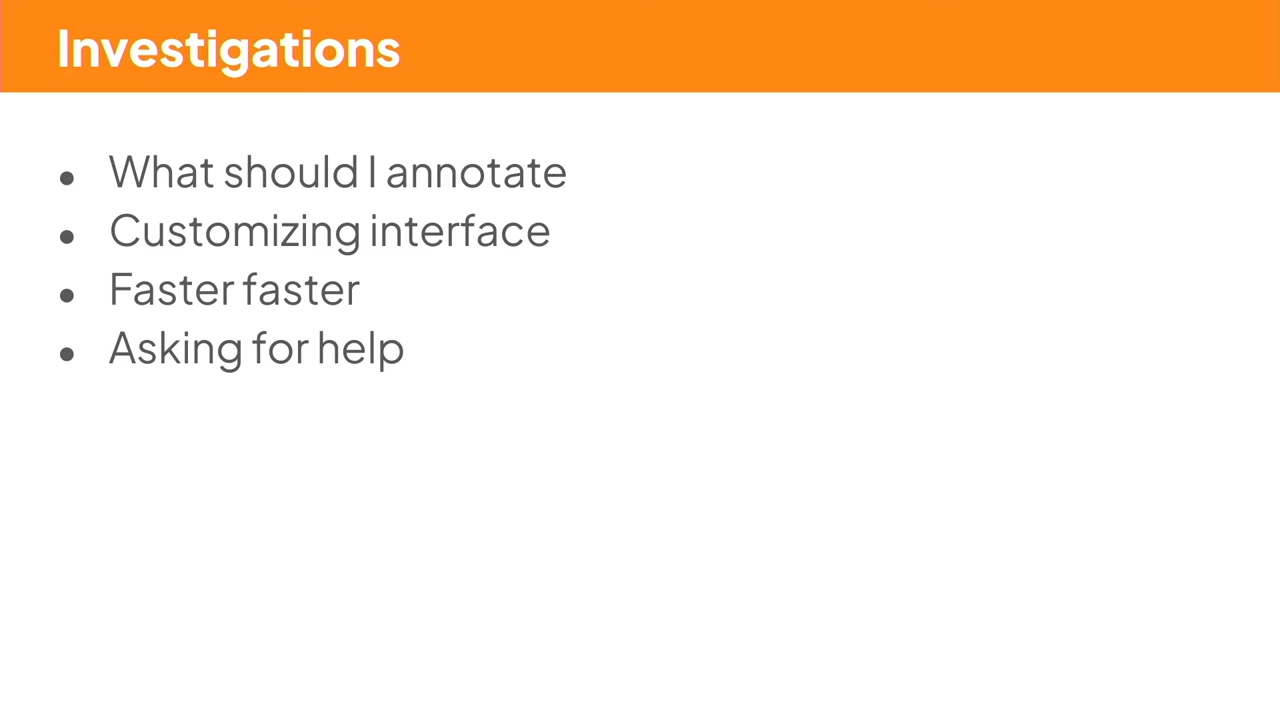 Investigations
• What should I annotate
• Customizing interface
• Faster faster
• Asking for help